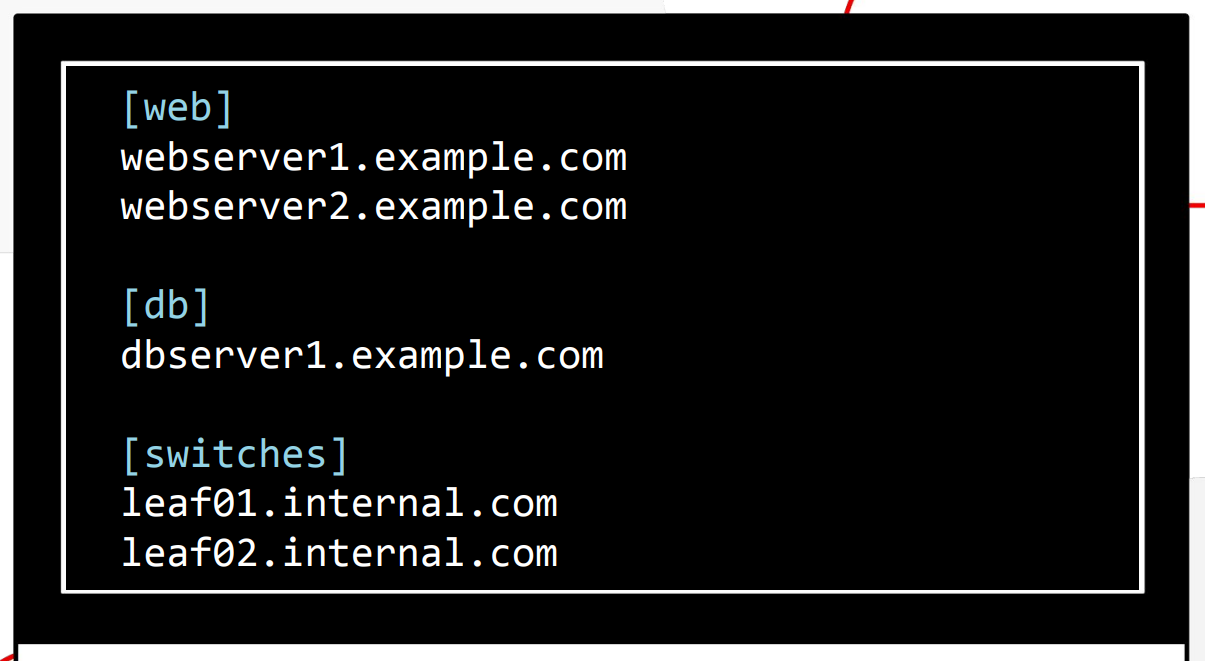 [web]
webserver1.example.com
webserver2.example.com
[db]
dbserver1.example.com
[switches]
leaf01.internal.com
leaf02.internal.com